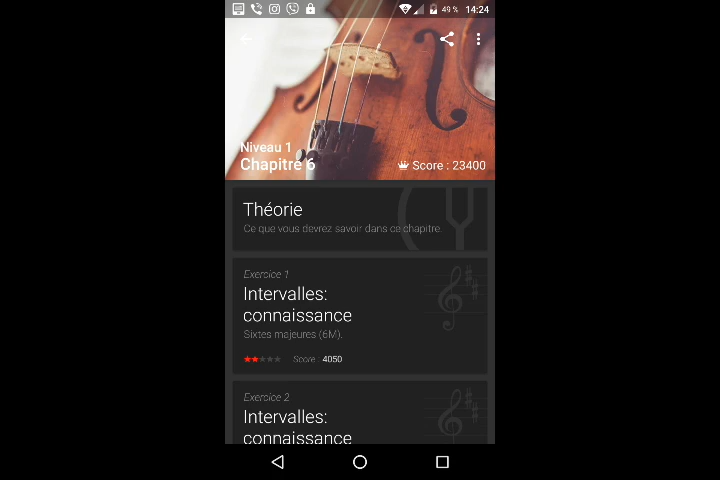 49 % 14:24
Niveau 1
Chapitre 6
Score : 23400
Théorie
Ce que vous devrez savoir dans ce chapitre.
Exercice 1
Intervalles:
connaissance
Sixtes majeures (6M).
Score : 4050
Exercice 2
Intervalles:
connaissance